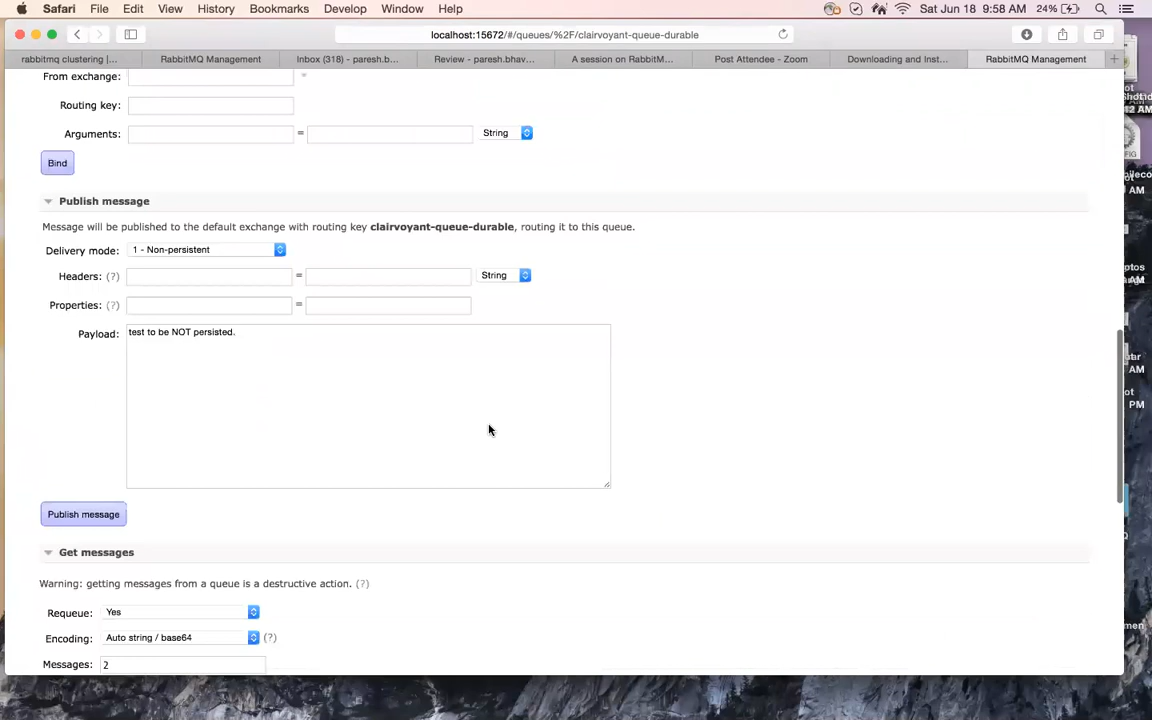 Safari File Edit View History Bookmarks Develop Window Help 24% Sat Jun 18 9:58 AM
localhost:15672/#/queues/%2F/clairvoyant-queue-durable
rabbitmq clustering |... RabbitMQ Management Inbox (318) - paresh.b... Review - paresh.bhav... A session on RabbitM... Post Attendee - Zoom Downloading and Inst... RabbitMQ Management
From exchange:
Routing key:
Arguments: = String
Bind
Publish message
Message will be published to the default exchange with routing key clairvoyant-queue-durable, routing it to this queue.
Delivery mode: 1 - Non-persistent
Headers: (?) = String
Properties: (?) =
Payload: test to be NOT persisted.
Publish message
Get messages
Warning: getting messages from a queue is a destructive action. (?)
Requeue: Yes
Encoding: Auto string / base64 (?)
Messages: 2